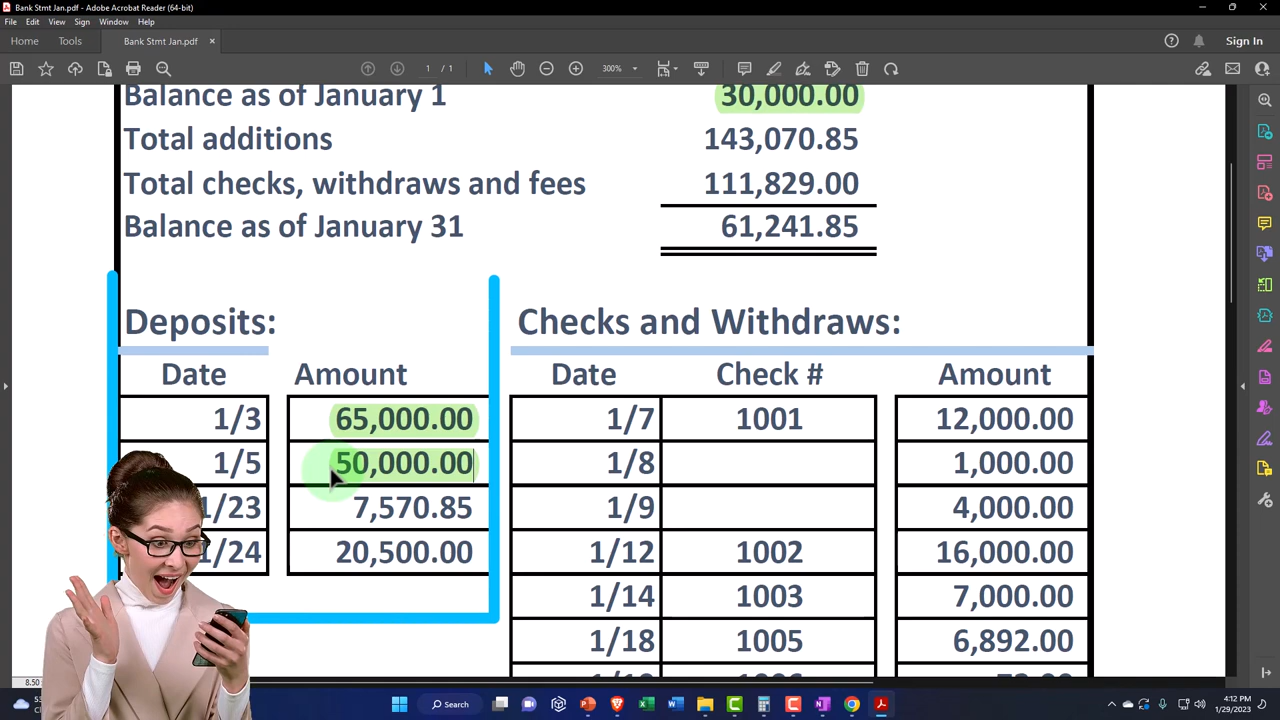 Bank Stmt Jan.pdf - Adobe Acrobat Reader (64-bit)
File Edit View Sign Window Help
Home Tools Bank Stmt Jan.pdf × Sign In
1 / 1 300%
Balance as of January 1 30,000.00
Total additions 143,070.85
Total checks, withdraws and fees 111,829.00
Balance as of January 31 61,241.85
Deposits: Checks and Withdraws:
Date Amount Date Check # Amount
1/3 65,000.00 1/7 1001 12,000.00
1/5 50,000.00 1/8 1,000.00
1/23 7,570.85 1/9 4,000.00
1/24 20,500.00 1/12 1002 16,000.00
1/14 1003 7,000.00
1/18 1005 6,892.00
8.50
Search
4:12 PM
1/29/2023